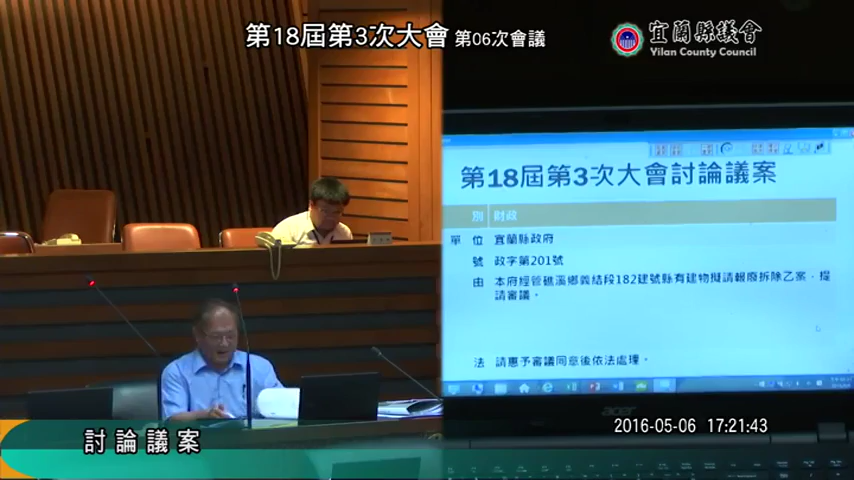 第18屆第3次大會 第06次會議
宜蘭縣議會
Yilan County Council
第18屆第3次大會討論議案
別 財政
單 位 宜蘭縣政府
號 政字第201號
由 本府經管礁溪鄉義結段182建號縣有建物擬請報廢拆除乙案，提
請審議。
法 請惠予審議同意後依法處理。
acer
2016-05-06 17:21:43
討論議案